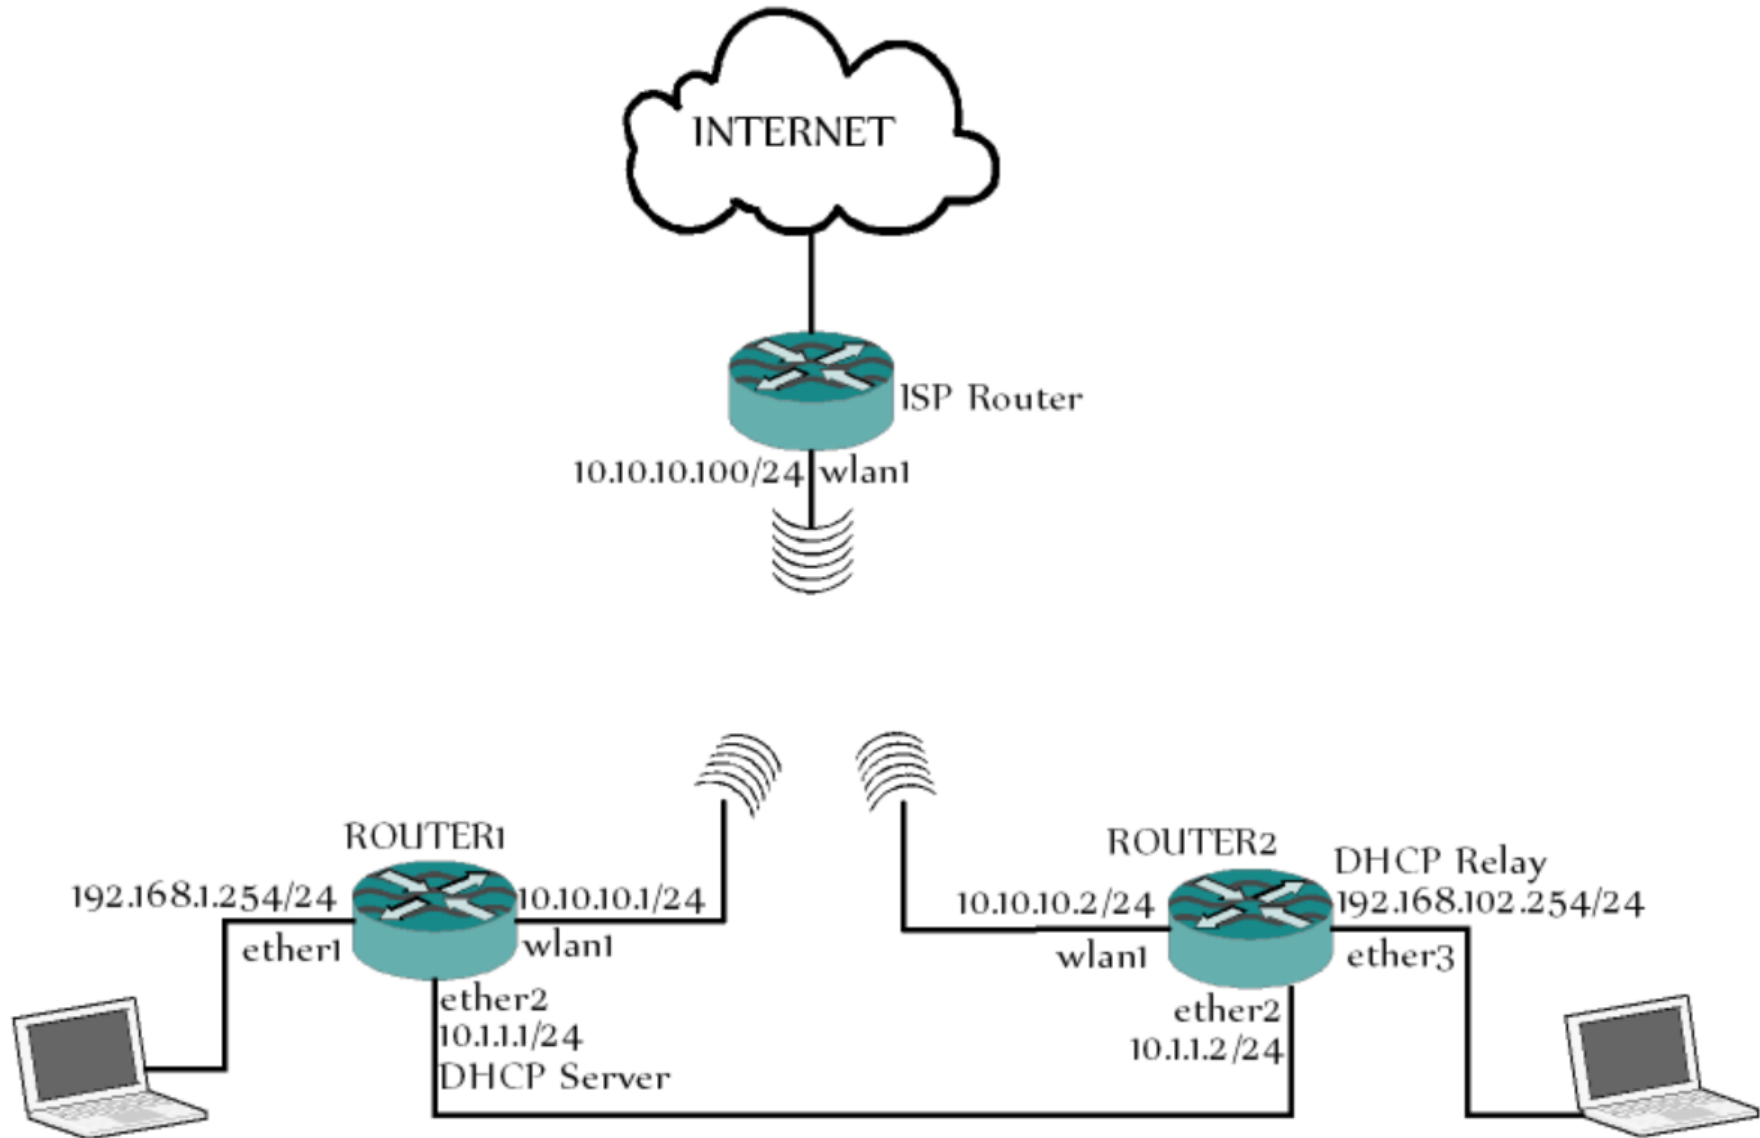 INTERNET
ISP Router
10.10.10.100/24 wlan1
ROUTER1
192.168.1.254/24
ether1
10.10.10.1/24
wlan1
ether2
10.1.1.1/24
DHCP Server
ROUTER2
DHCP Relay
10.10.10.2/24
192.168.102.254/24
wlan1
ether3
ether2
10.1.1.2/24